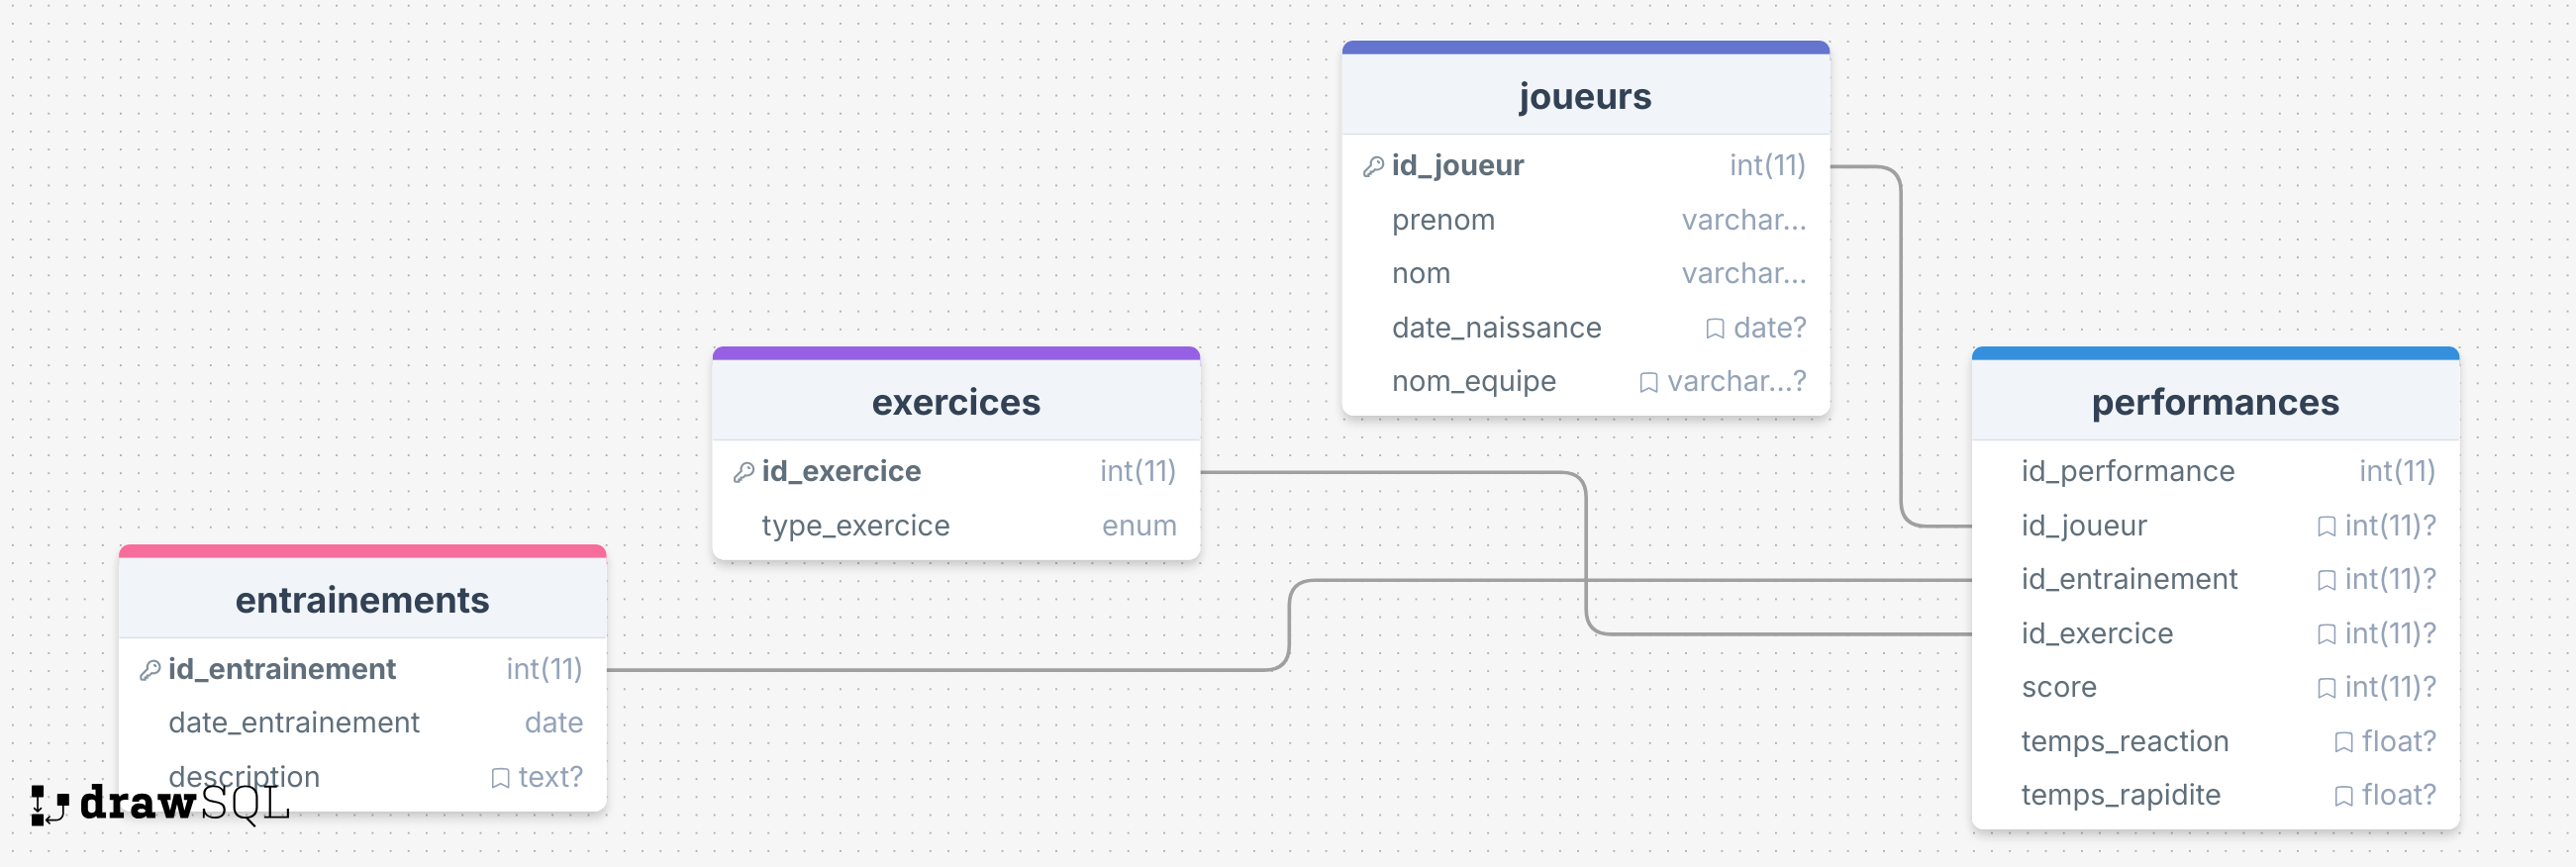 joueurs
id_joueur int(11)
prenom varchar...
nom varchar...
date_naissance date?
nom_equipe varchar...?
exercices
id_exercice int(11)
type_exercice enum
performances
id_performance int(11)
id_joueur int(11)?
id_entrainement int(11)?
id_exercice int(11)?
score int(11)?
temps_reaction float?
temps_rapidite float?
entrainements
id_entrainement int(11)
date_entrainement date
description text?
drawSQL